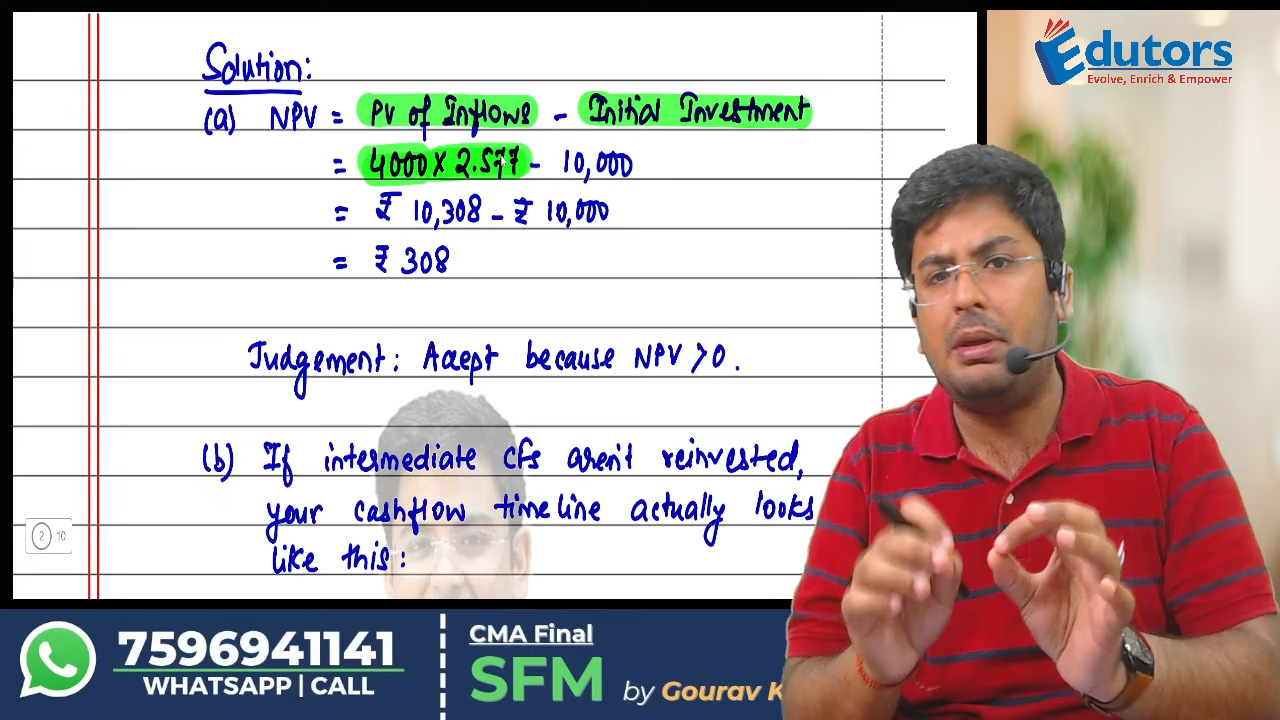 Solution:
(a) NPV = PV of Inflows - Initial Investment
= 4000 × 2.577 - 10,000
= ₹ 10,308 - ₹ 10,000
= ₹ 308
Judgement: Accept because NPV > 0.
(b) If intermediate cfs aren't reinvested,
your cashflow timeline actually looks
like this:
2 10
Edutors
Evolve, Enrich & Empower
7596941141
WHATSAPP | CALL
CMA Final
SFM by Gourav K